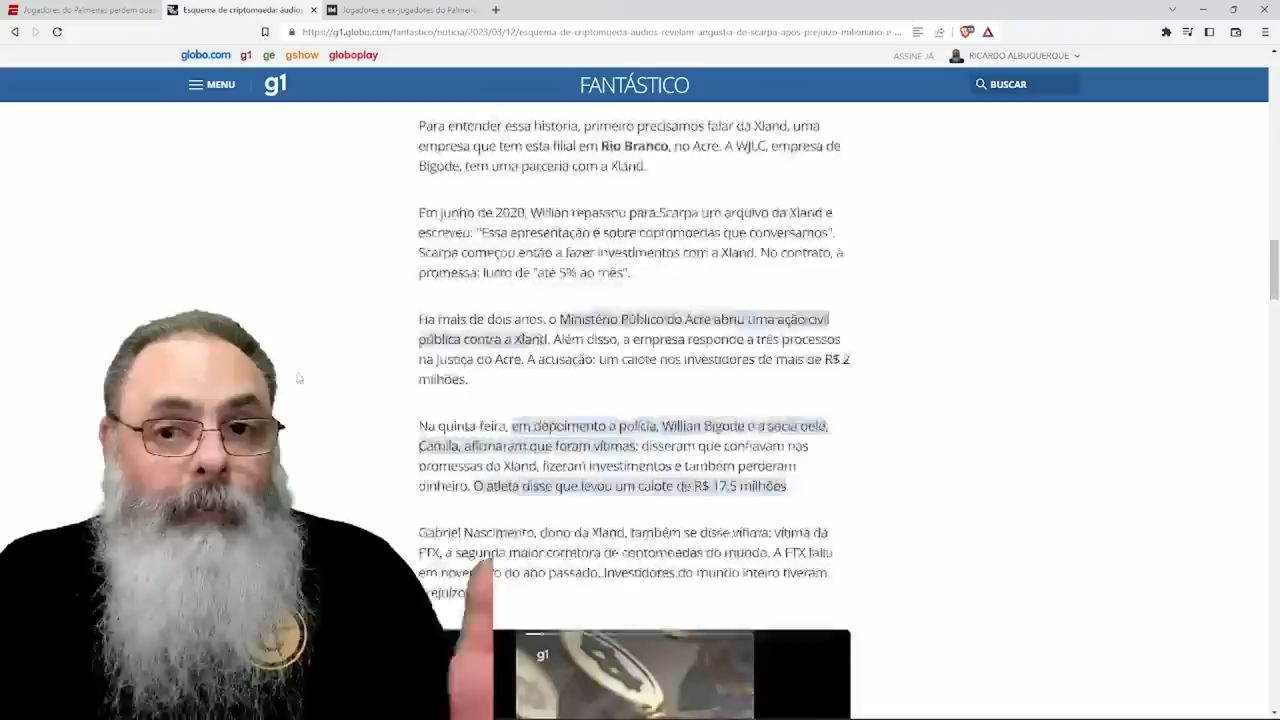 Jogadores do Palmeiras perdem quas
Esquema de criptomoeda: áudios
Jogadores e ex-jogadores do Palmeir
https://g1.globo.com/fantastico/noticia/2023/03/12/esquema-de-criptomoeda-audios-revelam-angustia-de-scarpa-apos-prejuizo-milionario-e-...
globo.com g1 ge gshow globoplay
ASSINE JÁ RICARDO ALBUQUERQUE
MENU g1 FANTÁSTICO BUSCAR
Para entender essa história, primeiro precisamos falar da Xland, uma
empresa que tem esta filial em Rio Branco, no Acre. A WJLC, empresa de
Bigode, tem uma parceria com a Xland.
Em junho de 2020, Willian repassou para Scarpa um arquivo da Xland e
escreveu: "Essa apresentação é sobre criptomoedas que conversamos".
Scarpa começou então a fazer investimentos com a Xland. No contrato, a
promessa: lucro de "até 5% ao mês".
Há mais de dois anos, o Ministério Público do Acre abriu uma ação civil
pública contra a Xland. Além disso, a empresa responde a três processos
na Justiça do Acre. A acusação: um calote nos investidores de mais de R$ 2
milhões.
Na quinta-feira, em depoimento à polícia, Willian Bigode e a sócia dele,
Camila, afirmaram que foram vítimas: disseram que confiavam nas
promessas da Xland, fizeram investimentos e também perderam
dinheiro. O atleta disse que levou um calote de R$ 17,5 milhões.
Gabriel Nascimento, dono da Xland, também se disse vítima: vítima da
FTX, a segunda maior corretora de criptomoedas do mundo. A FTX faliu
em do ano passado. Investidores do mundo inteiro tiveram
g1